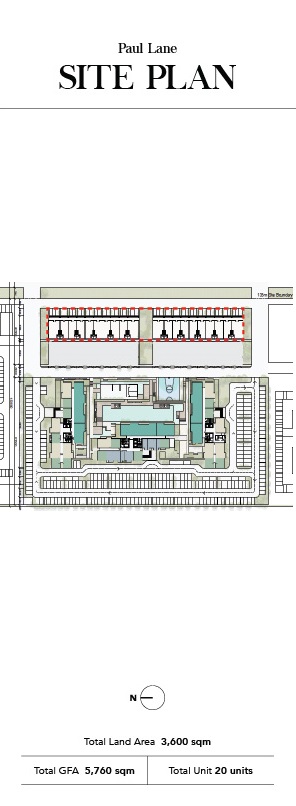 Paul Lane
SITE PLAN
Site Boundary
N
Total Land Area 3,600 sqm
Total GFA 5,760 sqm
Total Unit 20 units